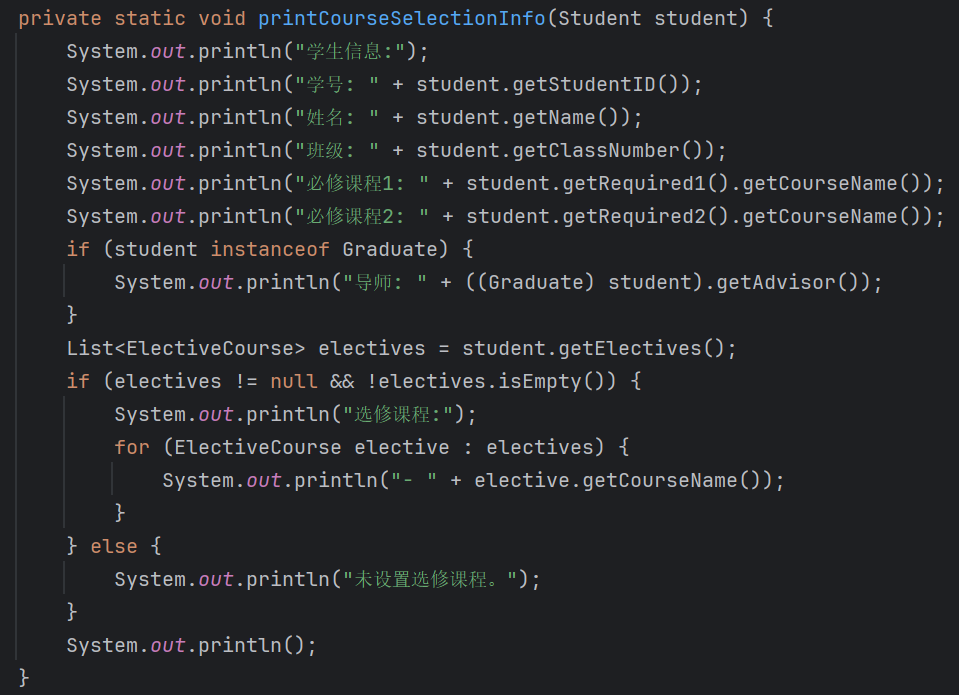 private static void printCourseSelectionInfo(Student student) {
    System.out.println("学生信息:");
    System.out.println("学号: " + student.getStudentID());
    System.out.println("姓名: " + student.getName());
    System.out.println("班级: " + student.getClassNumber());
    System.out.println("必修课程1: " + student.getRequired1().getCourseName());
    System.out.println("必修课程2: " + student.getRequired2().getCourseName());
    if (student instanceof Graduate) {
        System.out.println("导师: " + ((Graduate) student).getAdvisor());
    }
    List<ElectiveCourse> electives = student.getElectives();
    if (electives != null && !electives.isEmpty()) {
        System.out.println("选修课程:");
        for (ElectiveCourse elective : electives) {
            System.out.println("- " + elective.getCourseName());
        }
    } else {
        System.out.println("未设置选修课程。");
    }
    System.out.println();
}